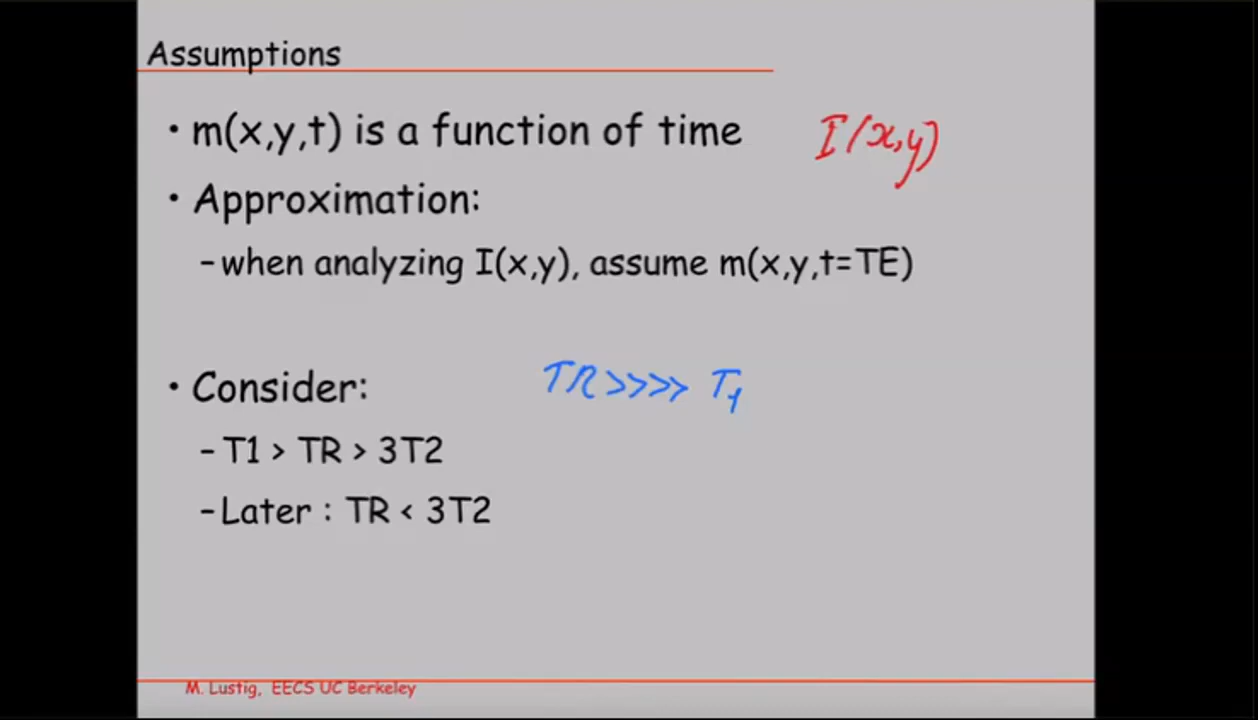 Assumptions
• m(x,y,t) is a function of time I(x,y)
• Approximation:
- when analyzing I(x,y), assume m(x,y,t=TE)
• Consider: TR >>>> T1
- T1 > TR > 3T2
- Later : TR < 3T2
M. Lustig, EECS UC Berkeley